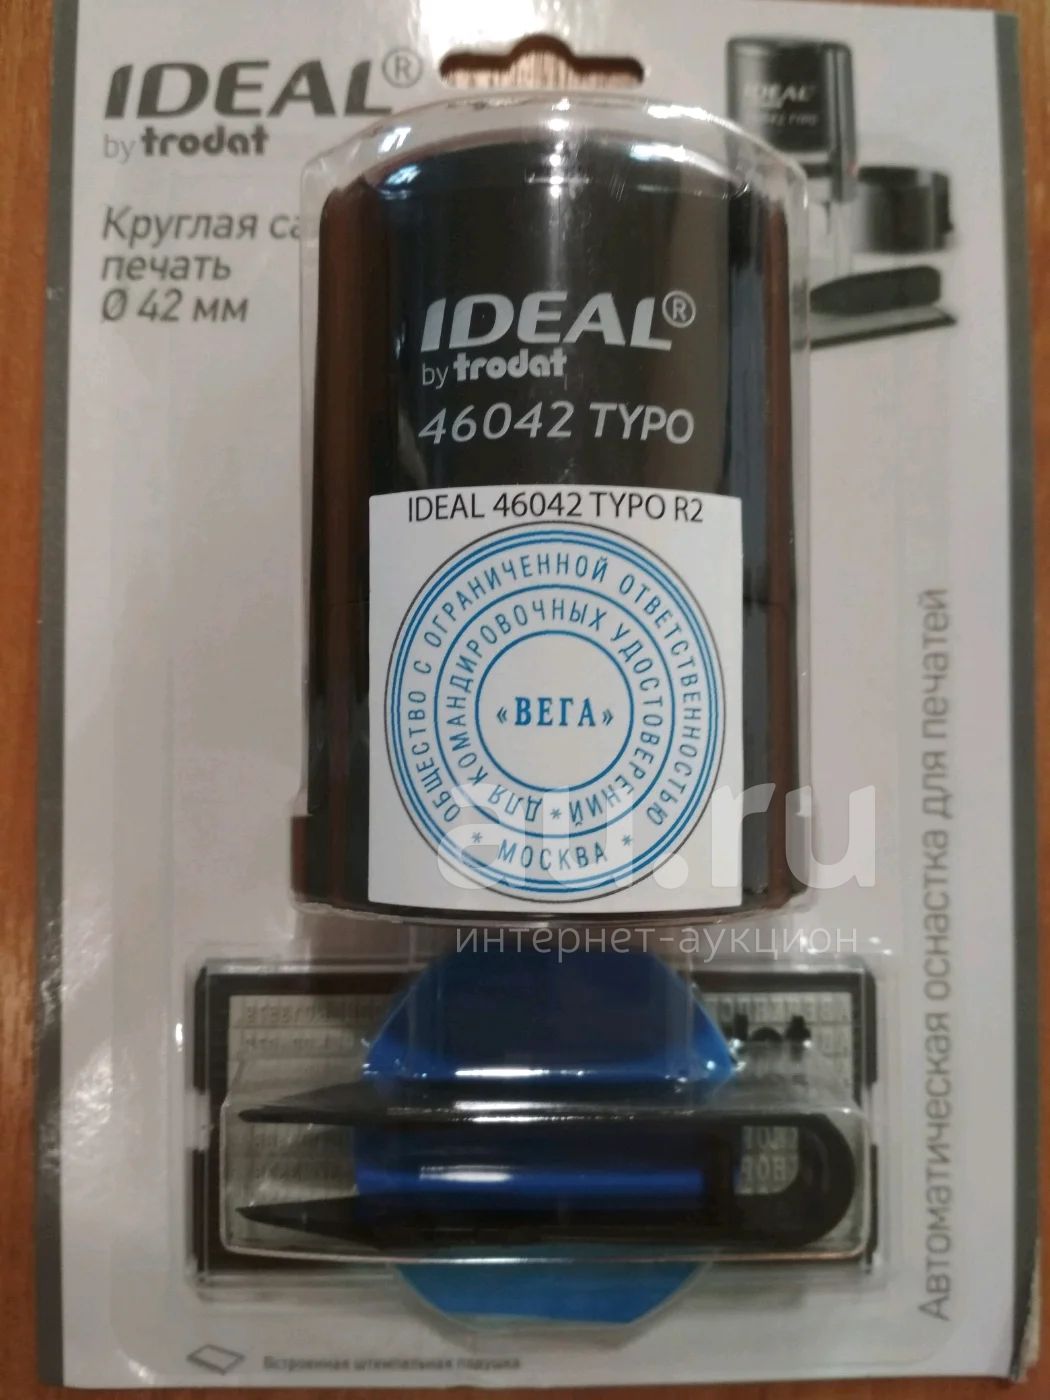 IDEAL®
by trodat
Круглая са
печать
Ø 42 мм
IDEAL®
by trodat
46042 TYPO
IDEAL 46042 TYPO R2
ОБЩЕСТВО С ОГРАНИЧЕННОЙ ОТВЕТСТВЕННОСТЬЮ
* МОСКВА *
ДЛЯ КОМАНДИРОВОЧНЫХ УДОСТОВЕРЕНИЙ *
«ВЕГА»
au.ru
интернет-аукцион
Автоматическая оснастка для печатей
Встроенная штемпельная подушка